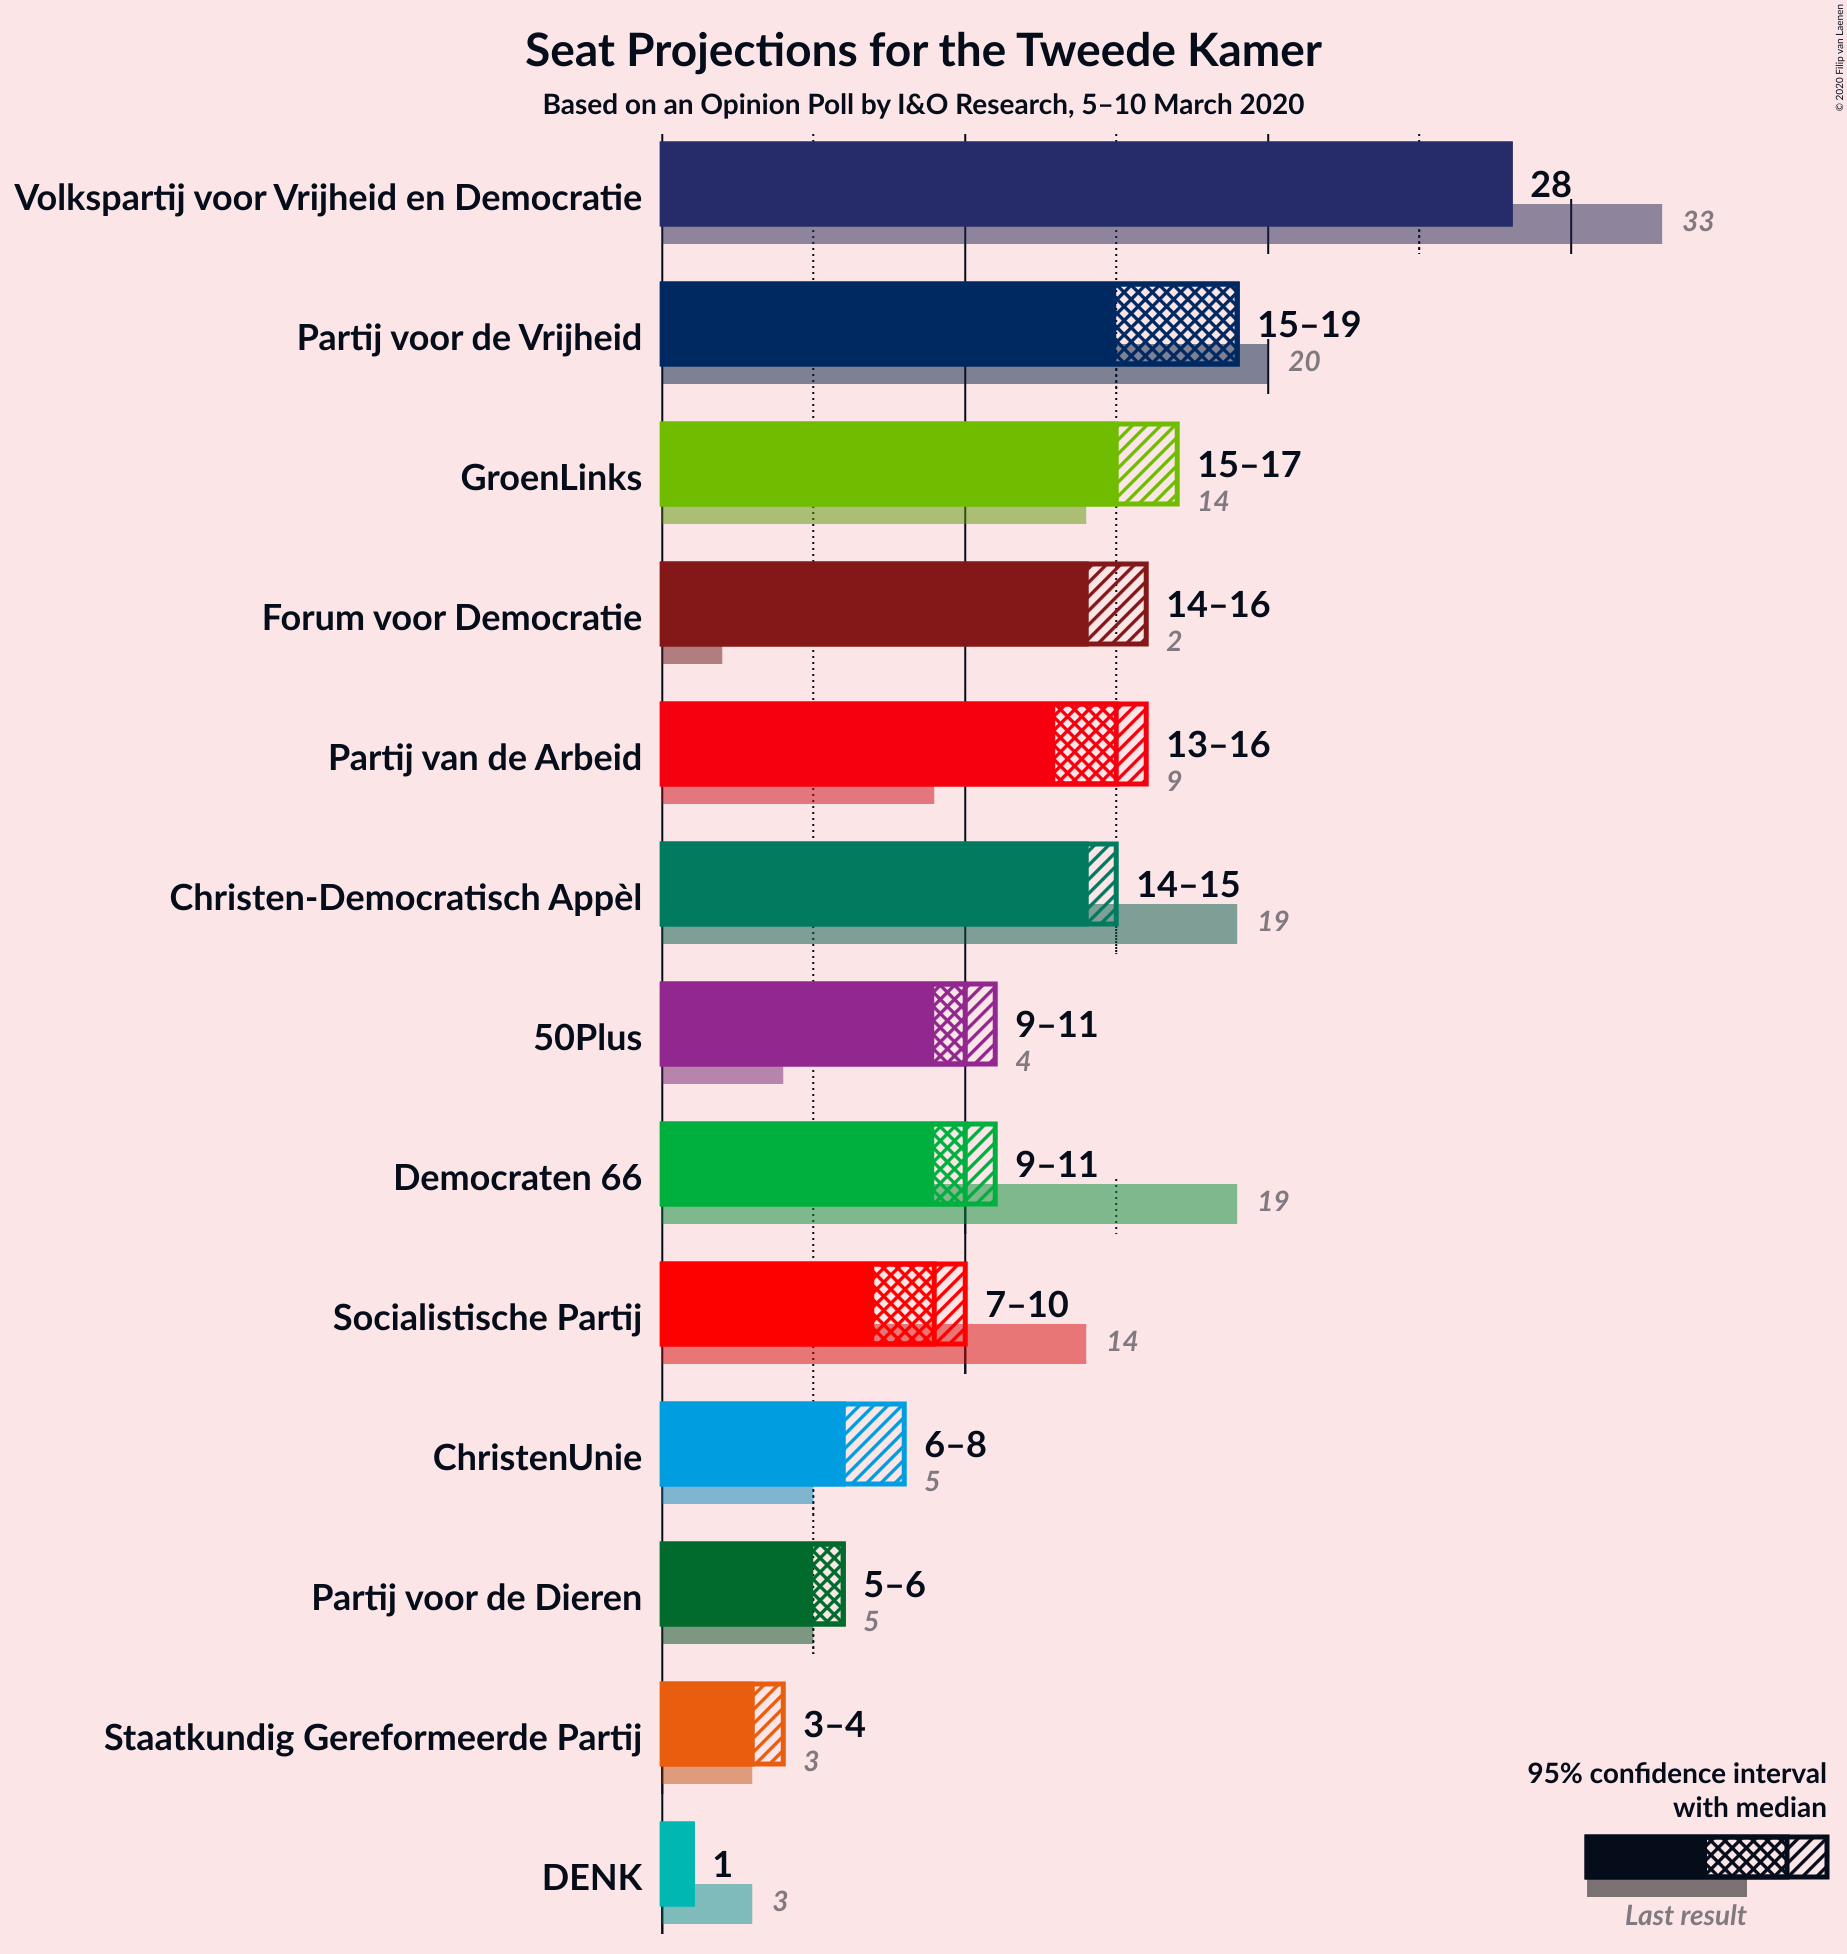 Seat Projections for the Tweede Kamer
Based on an Opinion Poll by I&O Research, 5–10 March 2020
© 2020 Filip van Laenen
Volkspartij voor Vrijheid en Democratie
28
33
Partij voor de Vrijheid
15–19
20
GroenLinks
15–17
14
Forum voor Democratie
14–16
2
Partij van de Arbeid
13–16
9
Christen-Democratisch Appèl
14–15
19
50Plus
9–11
4
Democraten 66
9–11
19
Socialistische Partij
7–10
14
ChristenUnie
6–8
5
Partij voor de Dieren
5–6
5
Staatkundig Gereformeerde Partij
3–4
3
DENK
1
3
95% confidence interval
with median
Last result